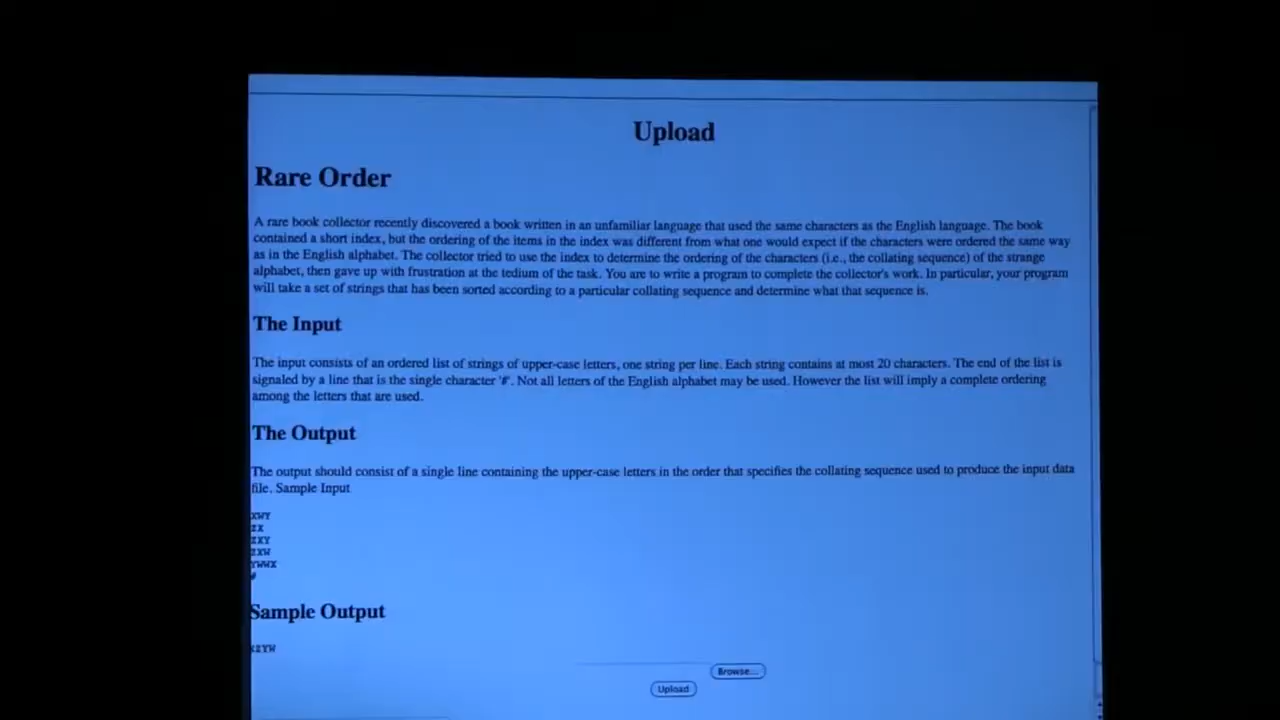 Upload
Rare Order
A rare book collector recently discovered a book written in an unfamiliar language that used the same characters as the English language. The book
contained a short index, but the ordering of the items in the index was different from what one would expect if the characters were ordered the same way
as in the English alphabet. The collector tried to use the index to determine the ordering of the characters (i.e., the collating sequence) of the strange
alphabet, then gave up with frustration at the tedium of the task. You are to write a program to complete the collector's work. In particular, your program
will take a set of strings that has been sorted according to a particular collating sequence and determine what that sequence is.
The Input
The input consists of an ordered list of strings of upper-case letters, one string per line. Each string contains at most 20 characters. The end of the list is
signaled by a line that is the single character '#'. Not all letters of the English alphabet may be used. However the list will imply a complete ordering
among the letters that are used.
The Output
The output should consist of a single line containing the upper-case letters in the order that specifies the collating sequence used to produce the input data
file. Sample Input
XWY
ZX
ZXY
ZXW
YWWX
#
Sample Output
XZYW
Browse...
Upload